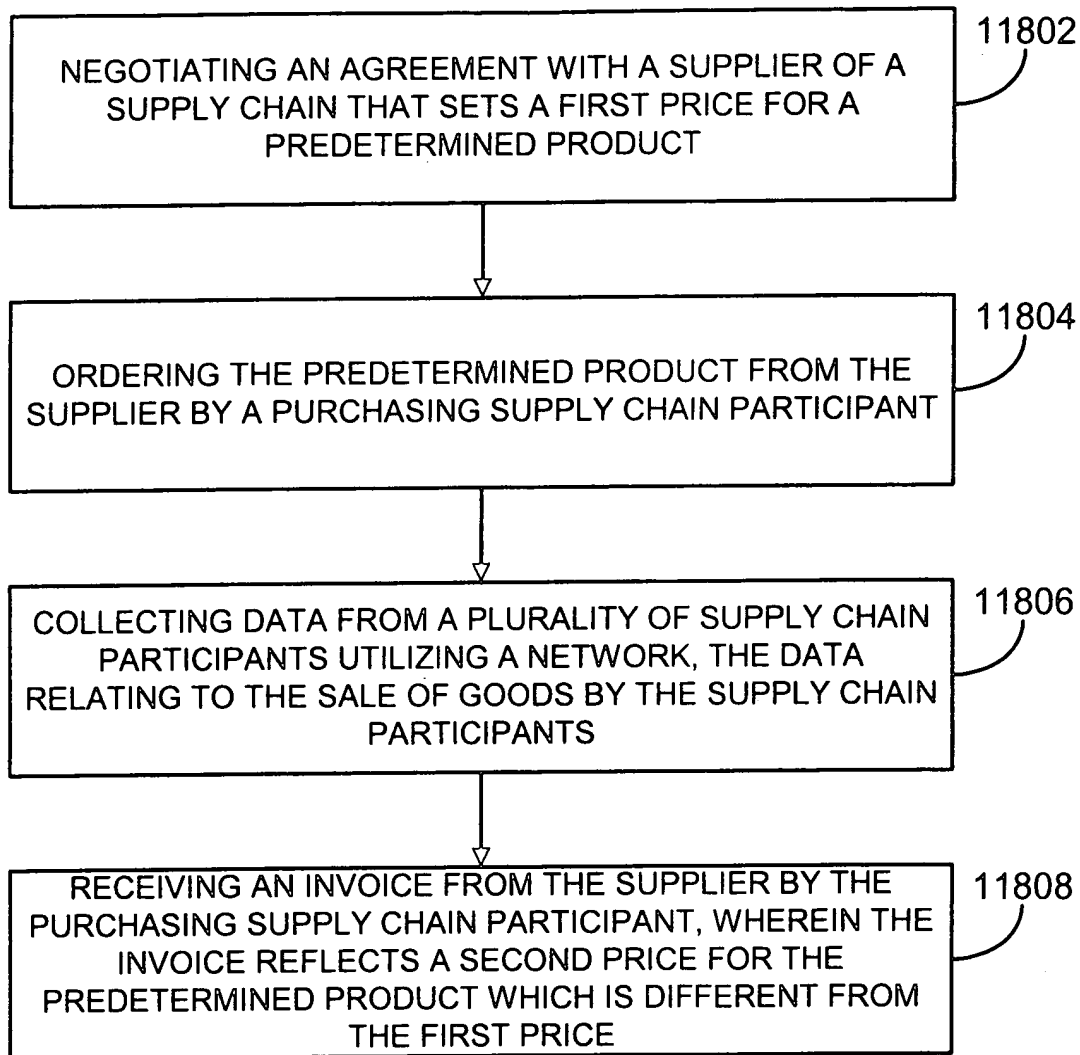 11802
NEGOTIATING AN AGREEMENT WITH A SUPPLIER OF A
SUPPLY CHAIN THAT SETS A FIRST PRICE FOR A
PREDETERMINED PRODUCT
11804
ORDERING THE PREDETERMINED PRODUCT FROM THE
SUPPLIER BY A PURCHASING SUPPLY CHAIN PARTICIPANT
11806
COLLECTING DATA FROM A PLURALITY OF SUPPLY CHAIN
PARTICIPANTS UTILIZING A NETWORK, THE DATA
RELATING TO THE SALE OF GOODS BY THE SUPPLY CHAIN
PARTICIPANTS
11808
RECEIVING AN INVOICE FROM THE SUPPLIER BY THE
PURCHASING SUPPLY CHAIN PARTICIPANT, WHEREIN THE
INVOICE REFLECTS A SECOND PRICE FOR THE
PREDETERMINED PRODUCT WHICH IS DIFFERENT FROM
THE FIRST PRICE